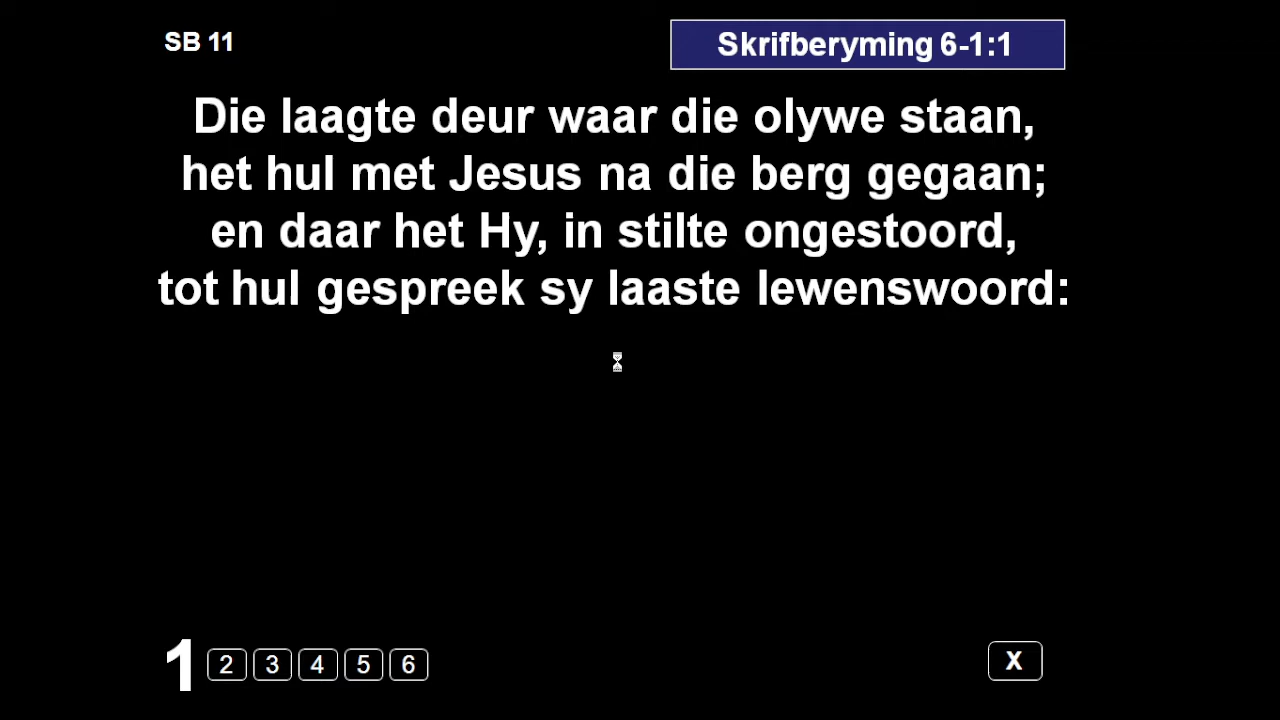 SB 11
Skrifberyming 6-1:1
Die laagte deur waar die olywe staan,
het hul met Jesus na die berg gegaan;
en daar het Hy, in stilte ongestoord,
tot hul gespreek sy laaste lewenswoord:
1 2 3 4 5 6
X